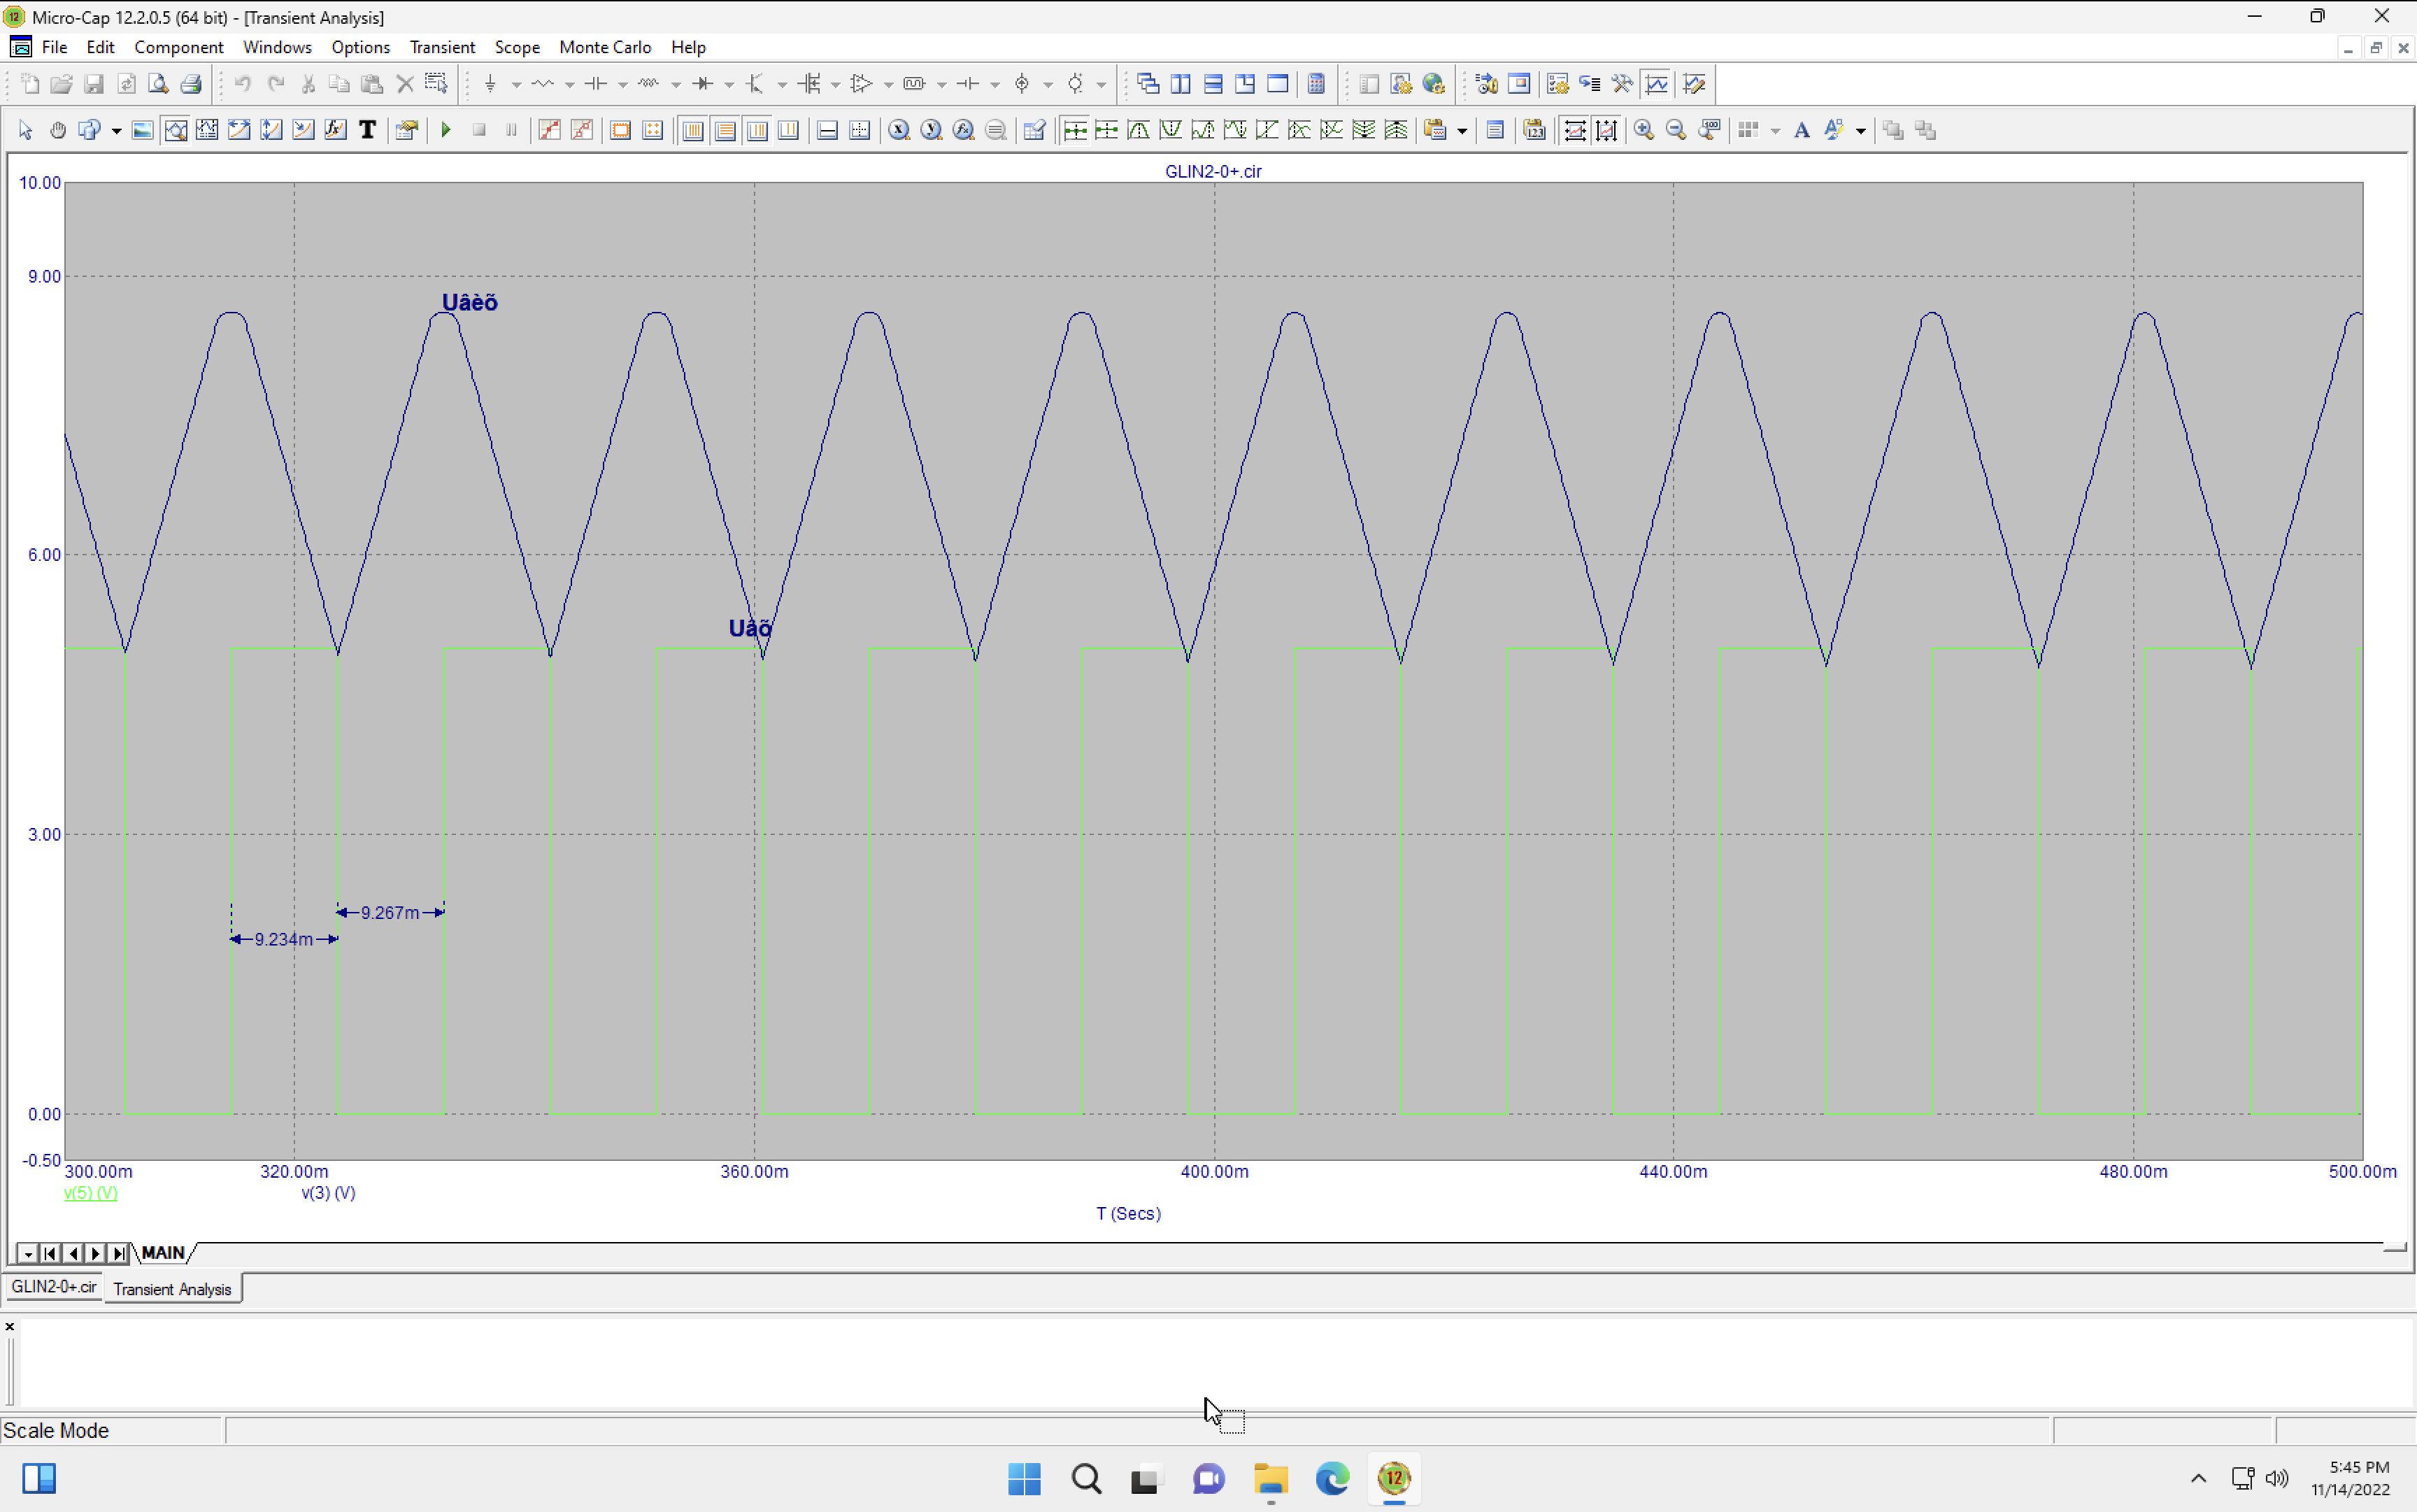 Micro-Cap 12.2.0.5 (64 bit) - [Transient Analysis]
File Edit Component Windows Options Transient Scope Monte Carlo Help
GLIN2-0+.cir
10.00
9.00
Uâèõ
6.00
Uâõ
3.00
9.267m
9.234m
0.00
-0.50
300.00m 320.00m 360.00m 400.00m 440.00m 480.00m 500.00m
v(5) (V) v(3) (V)
T (Secs)
MAIN
GLIN2-0+.cir Transient Analysis
Scale Mode
12
5:45 PM
11/14/2022